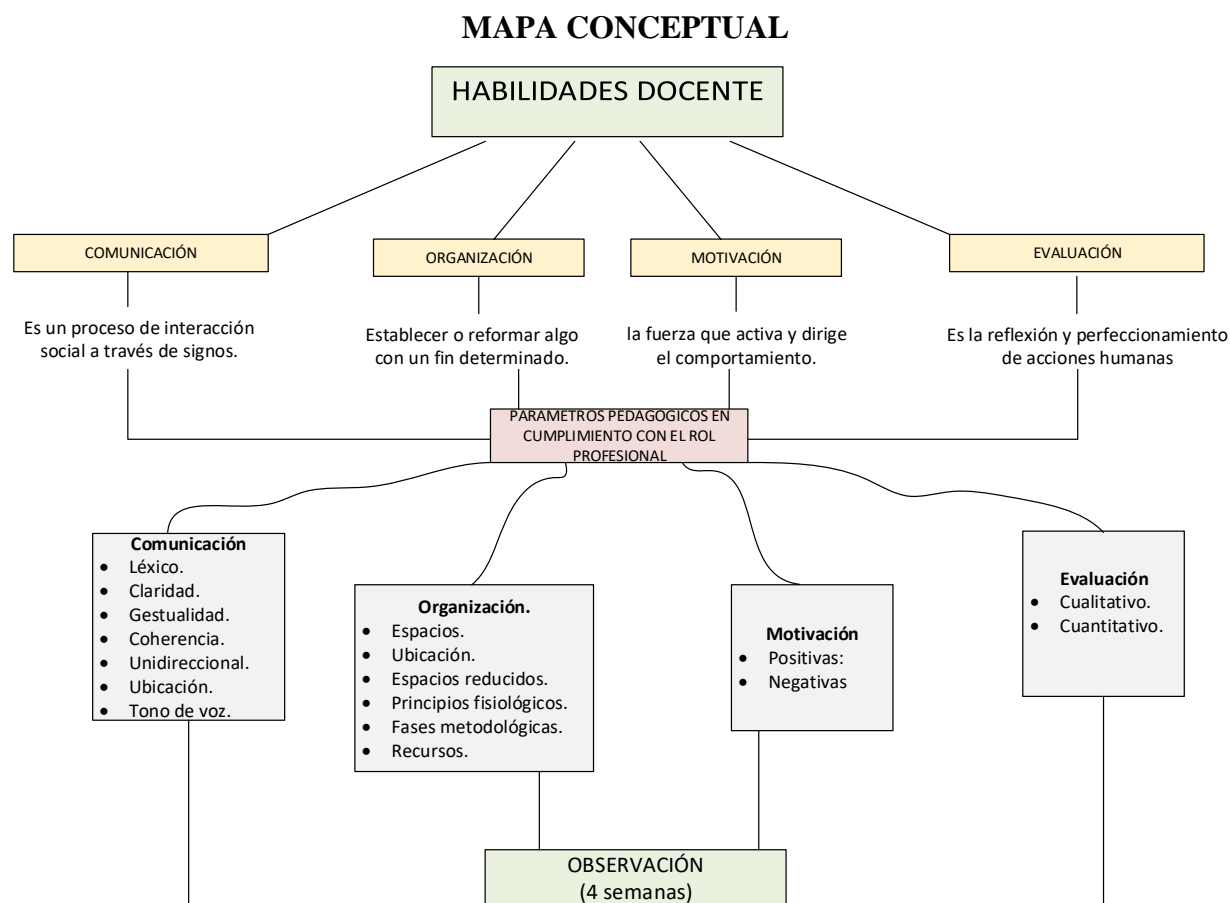 MAPA CONCEPTUAL
HABILIDADES DOCENTE
COMUNICACIÓN
ORGANIZACIÓN
MOTIVACIÓN
EVALUACIÓN
Es un proceso de interacción
social a través de signos.
Establecer o reformar algo
con un fin determinado.
la fuerza que activa y dirige
el comportamiento.
Es la reflexión y perfeccionamiento
de acciones humanas
PARAMETROS PEDAGOGICOS EN
CUMPLIMIENTO CON EL ROL
PROFESIONAL
Comunicación
• Léxico.
• Claridad.
• Gestualidad.
• Coherencia.
• Unidireccional.
• Ubicación.
• Tono de voz.
Organización.
• Espacios.
• Ubicación.
• Espacios reducidos.
• Principios fisiológicos.
• Fases metodológicas.
• Recursos.
Motivación
• Positivas:
• Negativas
Evaluación
• Cualitativo.
• Cuantitativo.
OBSERVACIÓN
(4 semanas)